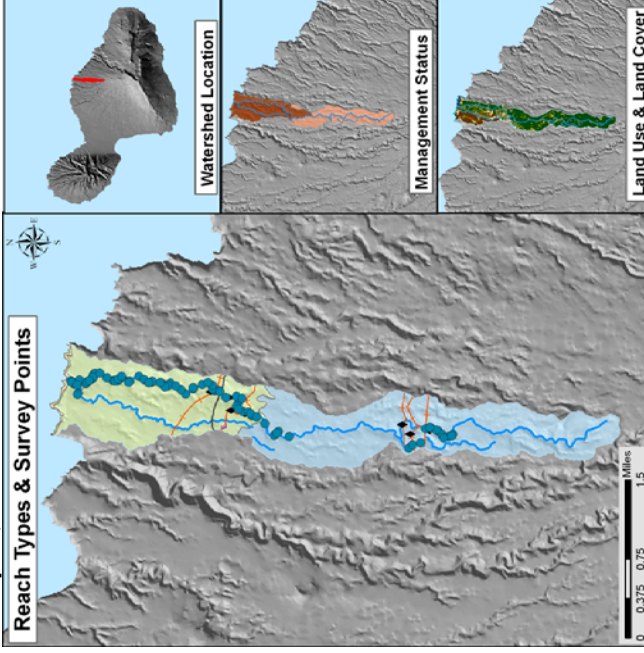 Reach Types & Survey Points
N
E
S
W
Miles
0 0.375 0.75 1.5
Watershed Location
Management Status
Land Use & Land Cover